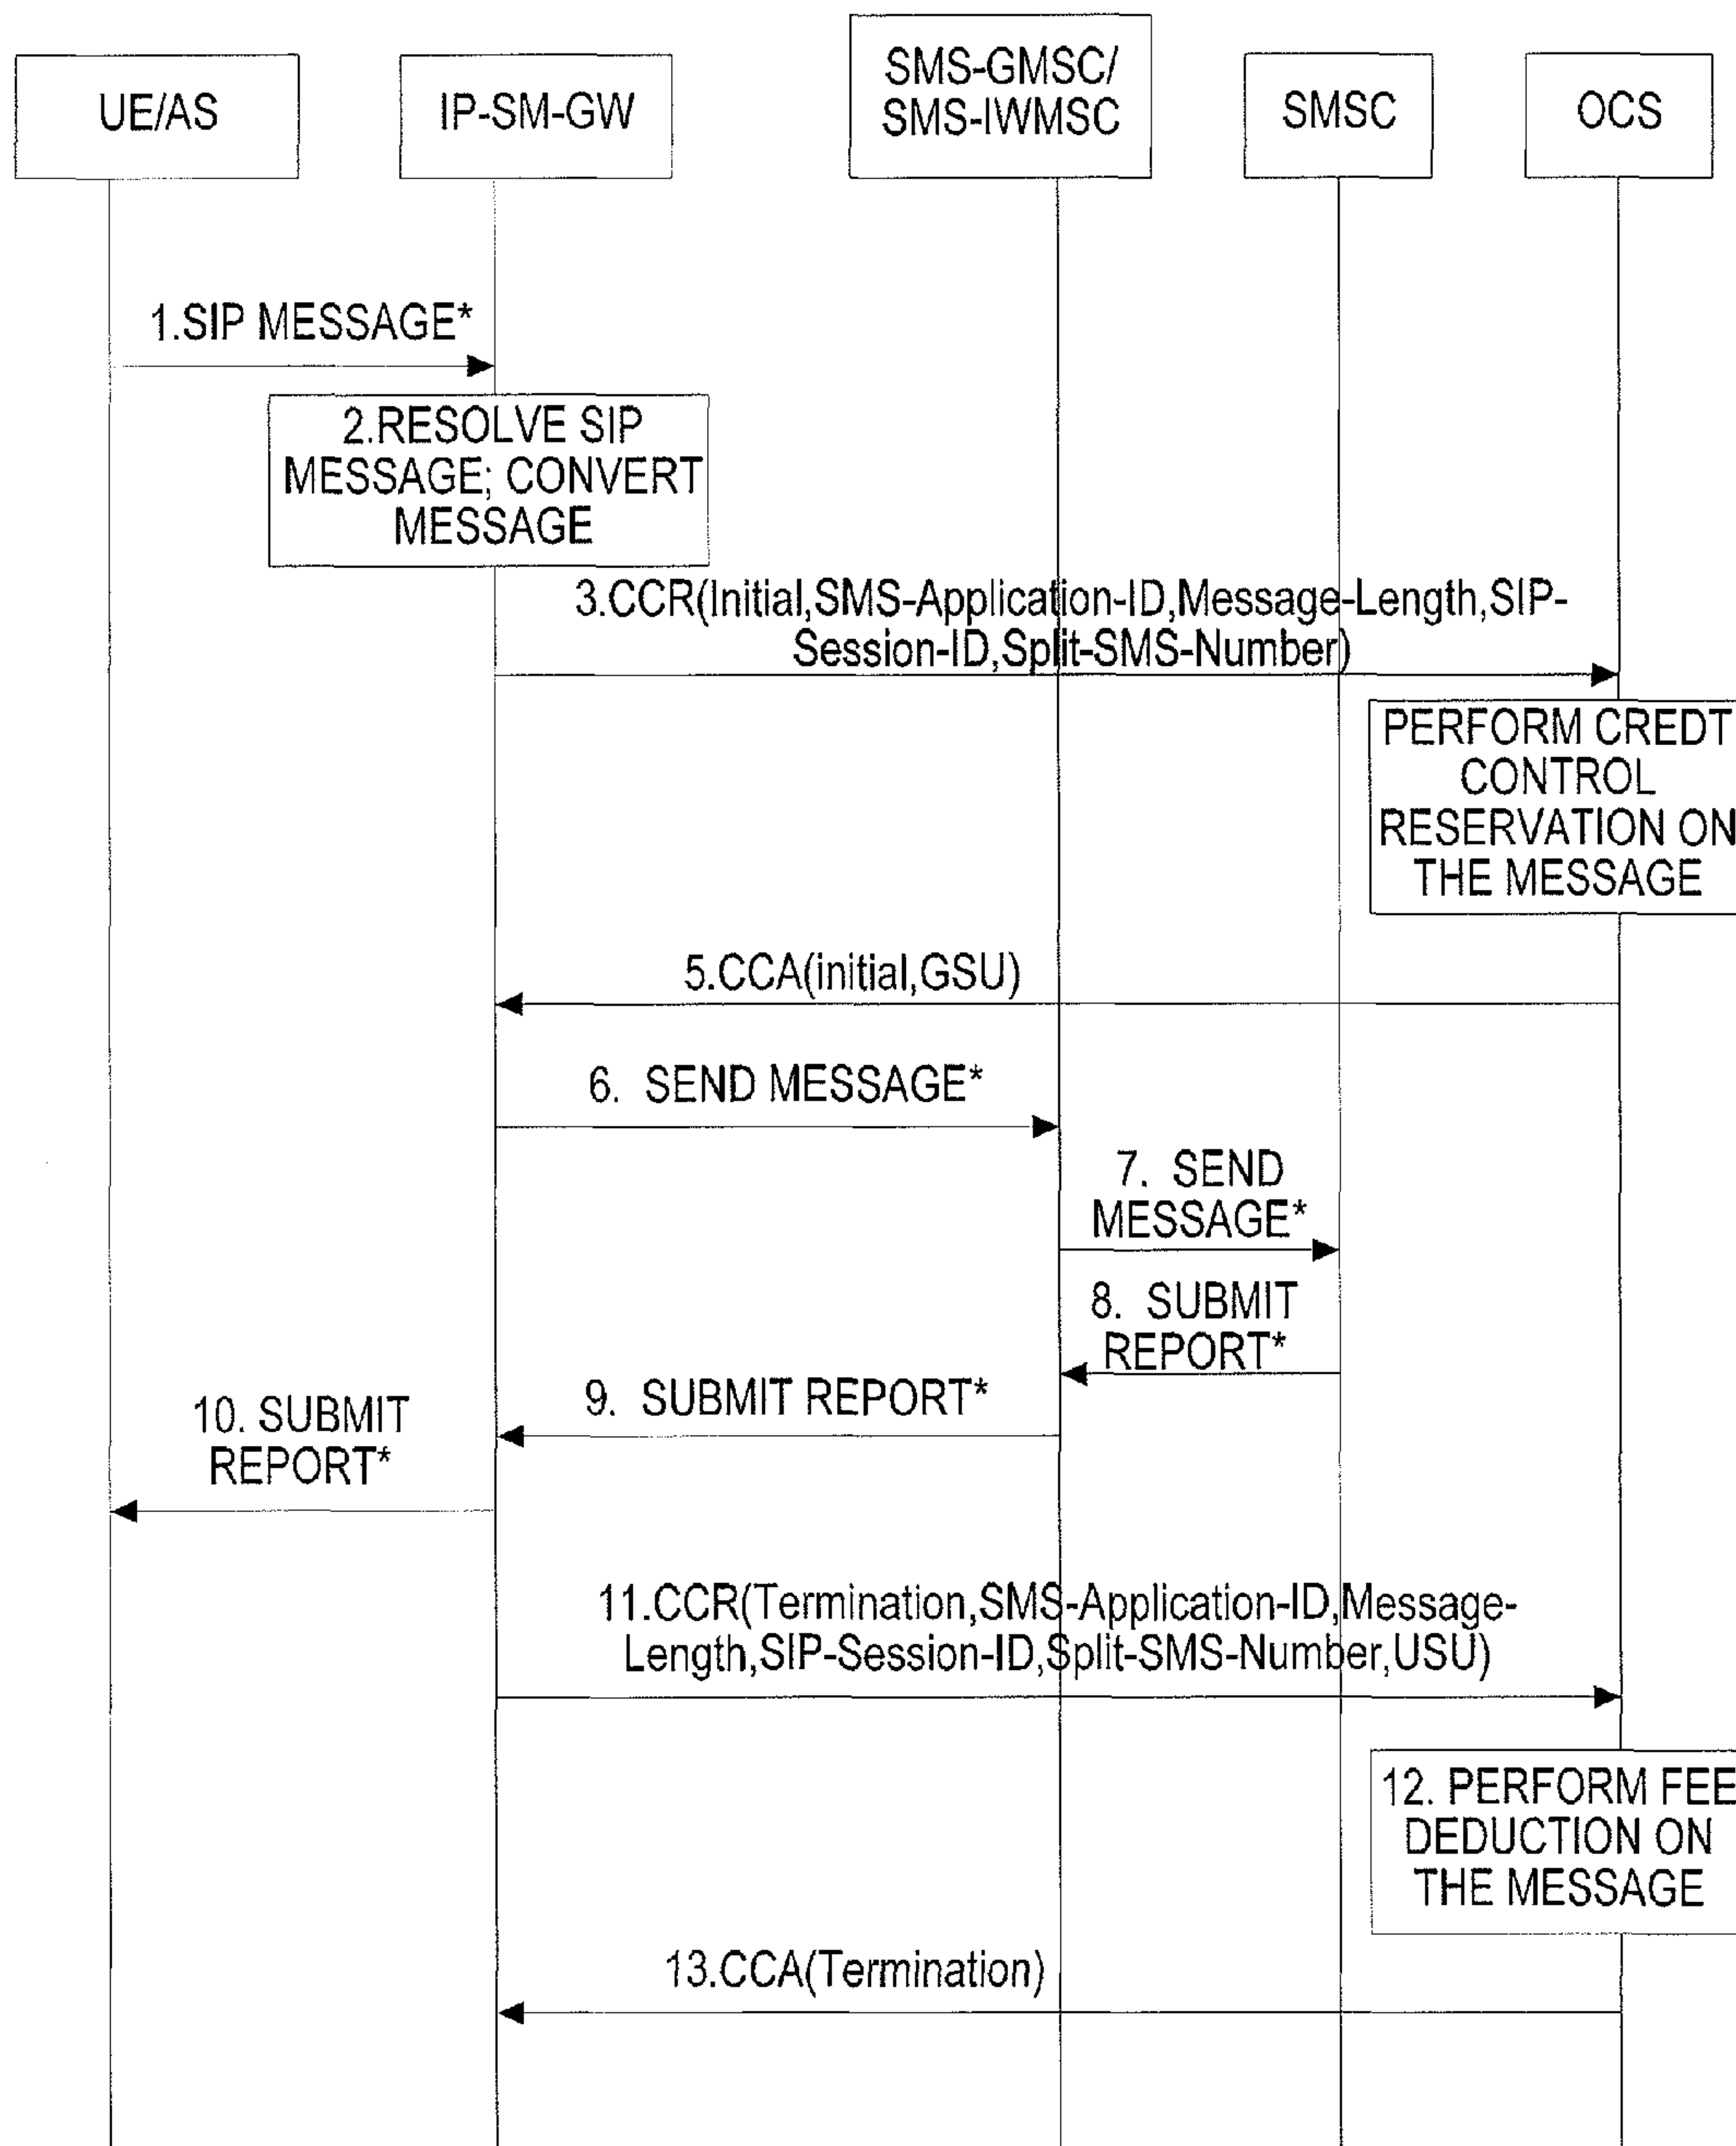 UE/AS
IP-SM-GW
SMS-GMSC/
SMS-IWMSC
SMSC
OCS
1.SIP MESSAGE*
2.RESOLVE SIP
MESSAGE; CONVERT
MESSAGE
3.CCR(Initial,SMS-Application-ID,Message-Length,SIP-
Session-ID,Split-SMS-Number)
PERFORM CREDT
CONTROL
RESERVATION ON
THE MESSAGE
5.CCA(initial,GSU)
6. SEND MESSAGE*
7. SEND
MESSAGE*
8. SUBMIT
REPORT*
9. SUBMIT REPORT*
10. SUBMIT
REPORT*
11.CCR(Termination,SMS-Application-ID,Message-
Length,SIP-Session-ID,Split-SMS-Number,USU)
12. PERFORM FEE
DEDUCTION ON
THE MESSAGE
13.CCA(Termination)